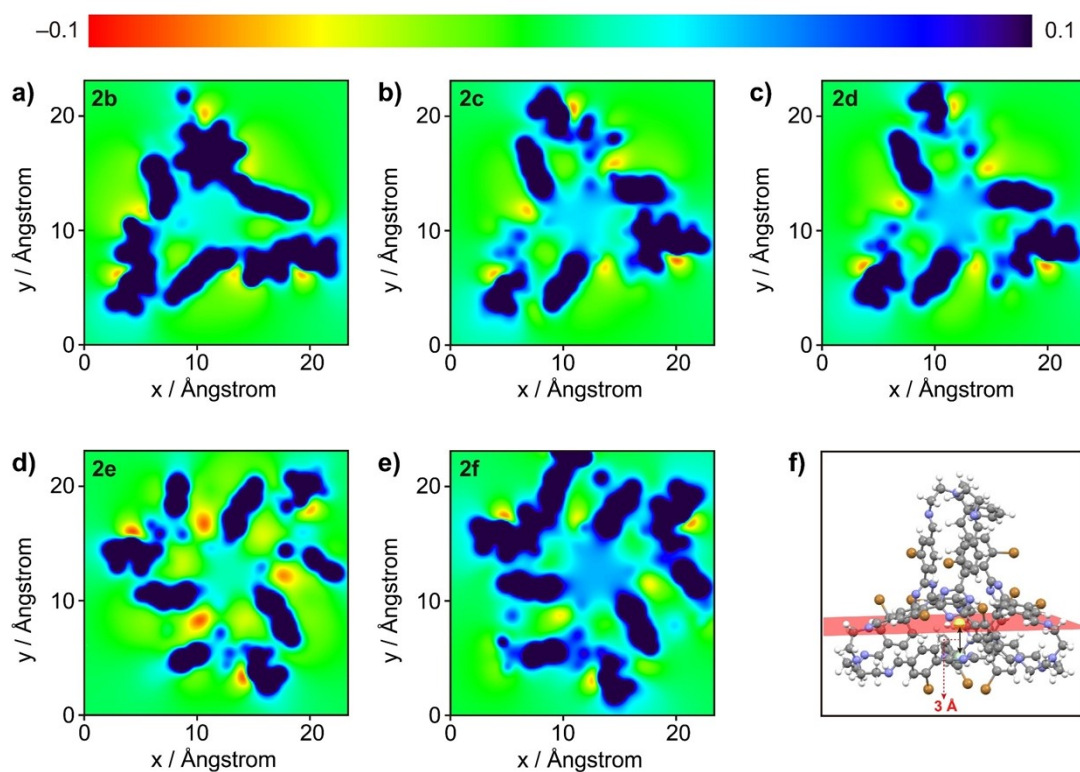 –0.1 0.1
a) 2b b) 2c c) 2d
20 20 20
y / Ångstrom y / Ångstrom y / Ångstrom
10 10 10
0 0 0
0 10 20 0 10 20 0 10 20
x / Ångstrom x / Ångstrom x / Ångstrom
d) 2e e) 2f f)
20 20
y / Ångstrom y / Ångstrom
10 10
3 Å
0 0
0 10 20 0 10 20
x / Ångstrom x / Ångstrom